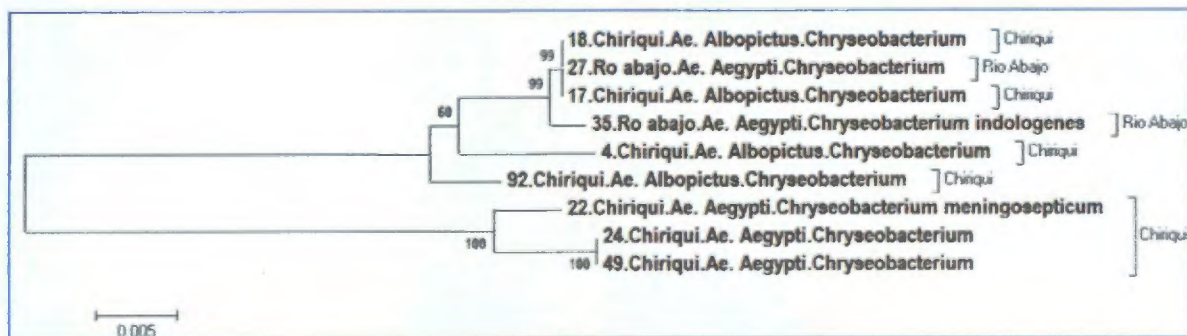 99 18.Chiriqui.Ae. Albopictus.Chryseobacterium Chiriqui
99 27.Ro abajo.Ae. Aegypti.Chryseobacterium Rio Abajo
17.Chiriqui.Ae. Albopictus.Chryseobacterium Chiriqui
60 35.Ro abajo.Ae. Aegypti.Chryseobacterium indologenes Rio Abajo
4.Chiriqui.Ae. Albopictus.Chryseobacterium Chiriqui
92.Chiriqui.Ae. Albopictus.Chryseobacterium Chiriqui
22.Chiriqui.Ae. Aegypti.Chryseobacterium meningosepticum
100 24.Chiriqui.Ae. Aegypti.Chryseobacterium Chiriqui
100 49.Chiriqui.Ae. Aegypti.Chryseobacterium
0.005